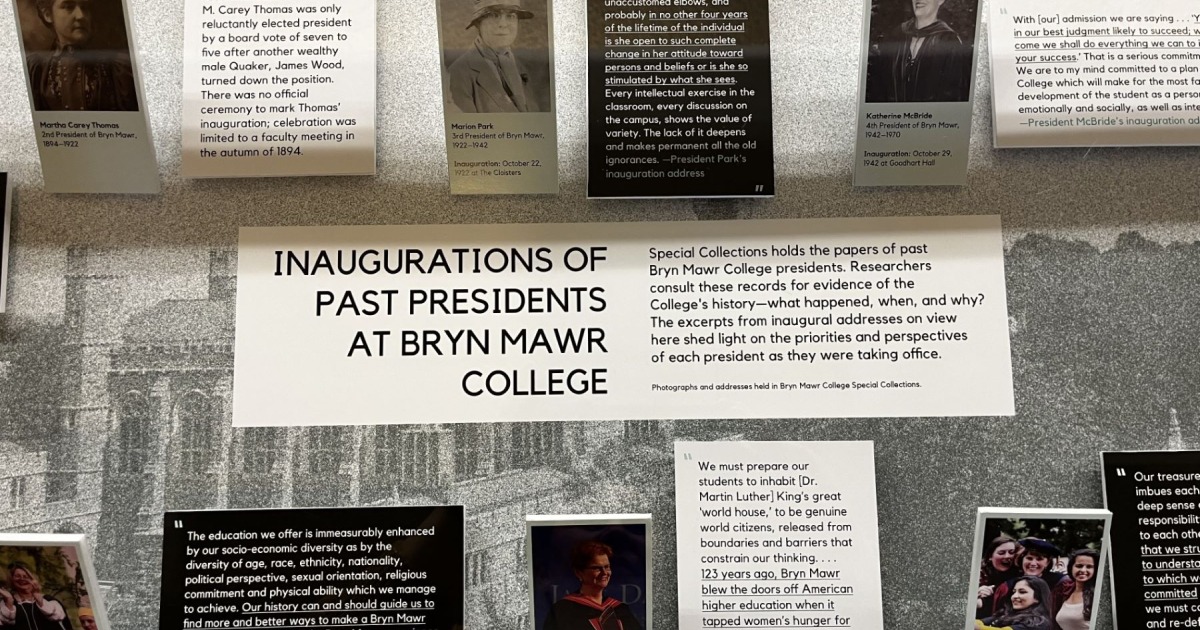 M. Carey Thomas was only
reluctantly elected president
by a board vote of seven to
five after another wealthy
male Quaker, James Wood,
turned down the position.
There was no official
ceremony to mark Thomas'
inauguration; celebration was
limited to a faculty meeting in
the autumn of 1894.
Martha Carey Thomas
2nd President of Bryn Mawr,
1894–1922
Marion Park
3rd President of Bryn Mawr,
1922–1942
Inauguration: October 22,
1922 at The Cloisters
unaccustomed elbows, and
probably in no other four years
of the lifetime of the individual
is she open to such complete
change in her attitude toward
persons and beliefs or is she so
stimulated by what she sees.
Every intellectual exercise in the
classroom, every discussion on
the campus, shows the value of
variety. The lack of it deepens
and makes permanent all the old
ignorances. —President Park's
inauguration address
"
Katherine McBride
4th President of Bryn Mawr,
1942–1970
Inauguration: October 29,
1942 at Goodhart Hall
"
With [our] admission we are saying . . . 'Y
in our best judgment likely to succeed; w
come we shall do everything we can to i
your success.' That is a serious commitm
We are to my mind committed to a plan
College which will make for the most fa
development of the student as a perso
emotionally and socially, as well as inte
—President McBride's inauguration ad
INAUGURATIONS OF
PAST PRESIDENTS
AT BRYN MAWR
COLLEGE
Special Collections holds the papers of past
Bryn Mawr College presidents. Researchers
consult these records for evidence of the
College's history—what happened, when, and why?
The excerpts from inaugural addresses on view
here shed light on the priorities and perspectives
of each president as they were taking office.
Photographs and addresses held in Bryn Mawr College Special Collections.
"
The education we offer is immeasurably enhanced
by our socio-economic diversity as by the
diversity of age, race, ethnicity, nationality,
political perspective, sexual orientation, religious
commitment and physical ability which we manage
to achieve. Our history can and should guide us to
find more and better ways to make a Bryn Mawr
"
We must prepare our
students to inhabit [Dr.
Martin Luther] King's great
'world house,' to be genuine
world citizens, released from
boundaries and barriers that
constrain our thinking. . . .
123 years ago, Bryn Mawr
blew the doors off American
higher education when it
tapped women's hunger for
"
Our treasure
imbues each
deep sense
responsibilit
to each othe
that we stru
to understa
to which we
committed
we must co
and re-def